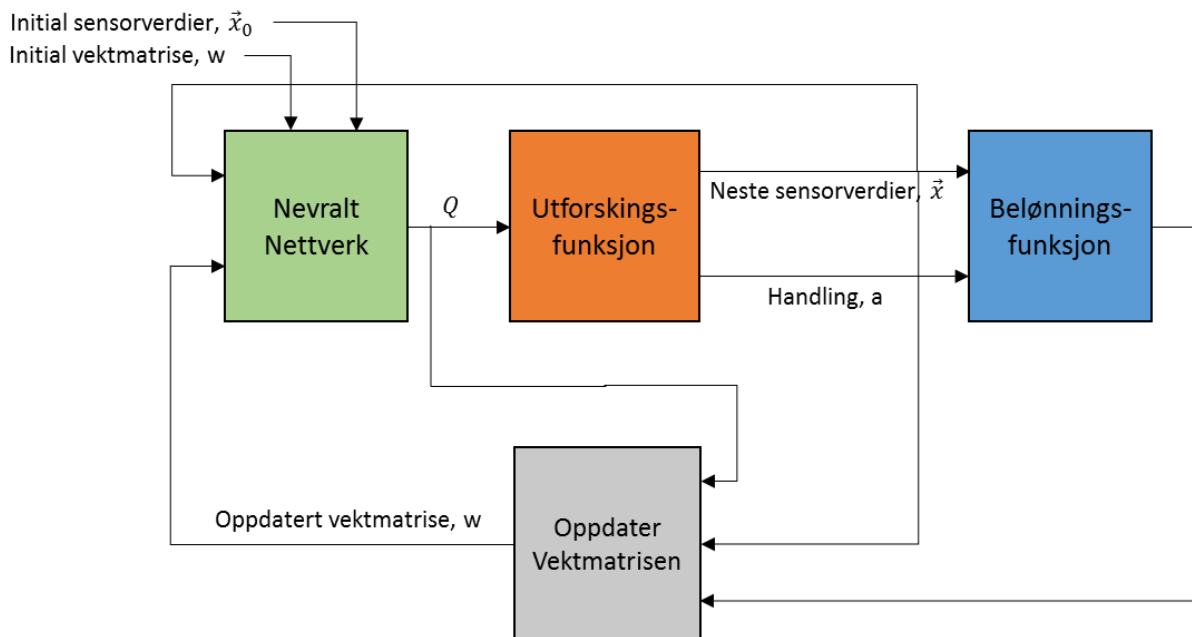 Initial sensorverdier, x⃗₀
Initial vektmatrise, w
Nevralt
Nettverk
Q
Utforskings-
funksjon
Neste sensorverdier, x⃗
Handling, a
Belønnings-
funksjon
Oppdatert vektmatrise, w
Oppdater
Vektmatrisen